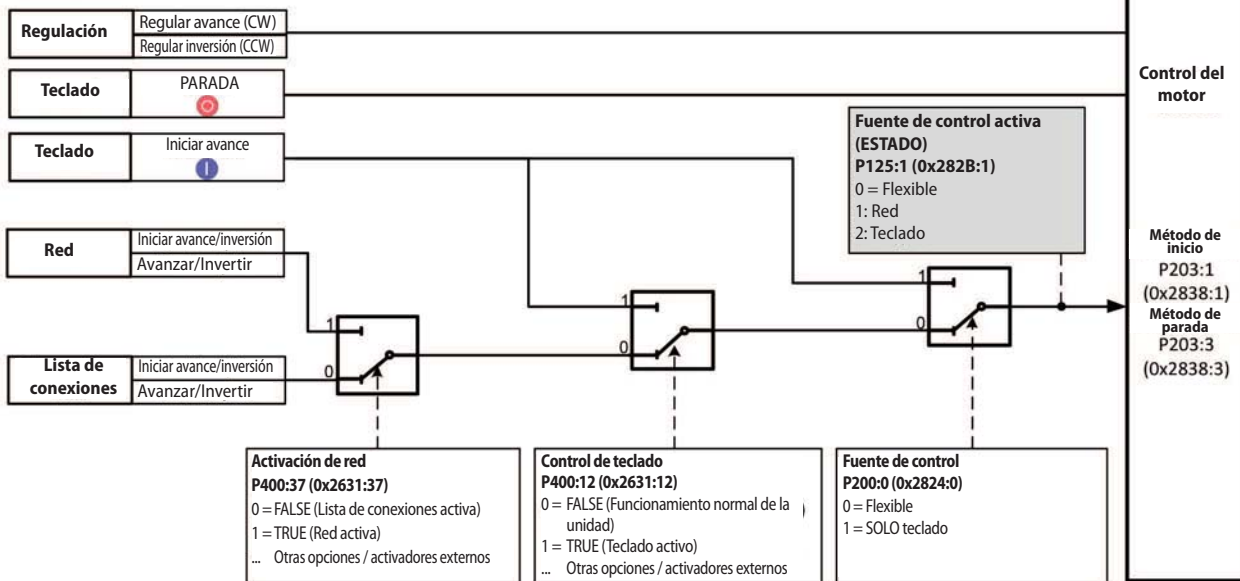 Regulación
Regular avance (CW)
Regular inversión (CCW)
Teclado
PARADA
Teclado
Iniciar avance
Red
Iniciar avance/inversión
Avanzar/Invertir
Lista de
conexiones
Iniciar avance/inversión
Avanzar/Invertir
1
0
1
0
1
0
Fuente de control activa
(ESTADO)
P125:1 (0x282B:1)
0 = Flexible
1: Red
2: Teclado
Control del
motor
Método de
inicio
P203:1
(0x2838:1)
Método de
parada
P203:3
(0x2838:3)
Activación de red
P400:37 (0x2631:37)
0 = FALSE (Lista de conexiones activa)
1 = TRUE (Red activa)
... Otras opciones / activadores externos
Control de teclado
P400:12 (0x2631:12)
0 = FALSE (Funcionamiento normal de la )
unidad)
1 = TRUE (Teclado activo)
... Otras opciones / activadores externos
Fuente de control
P200:0 (0x2824:0)
0 = Flexible
1 = SOLO teclado